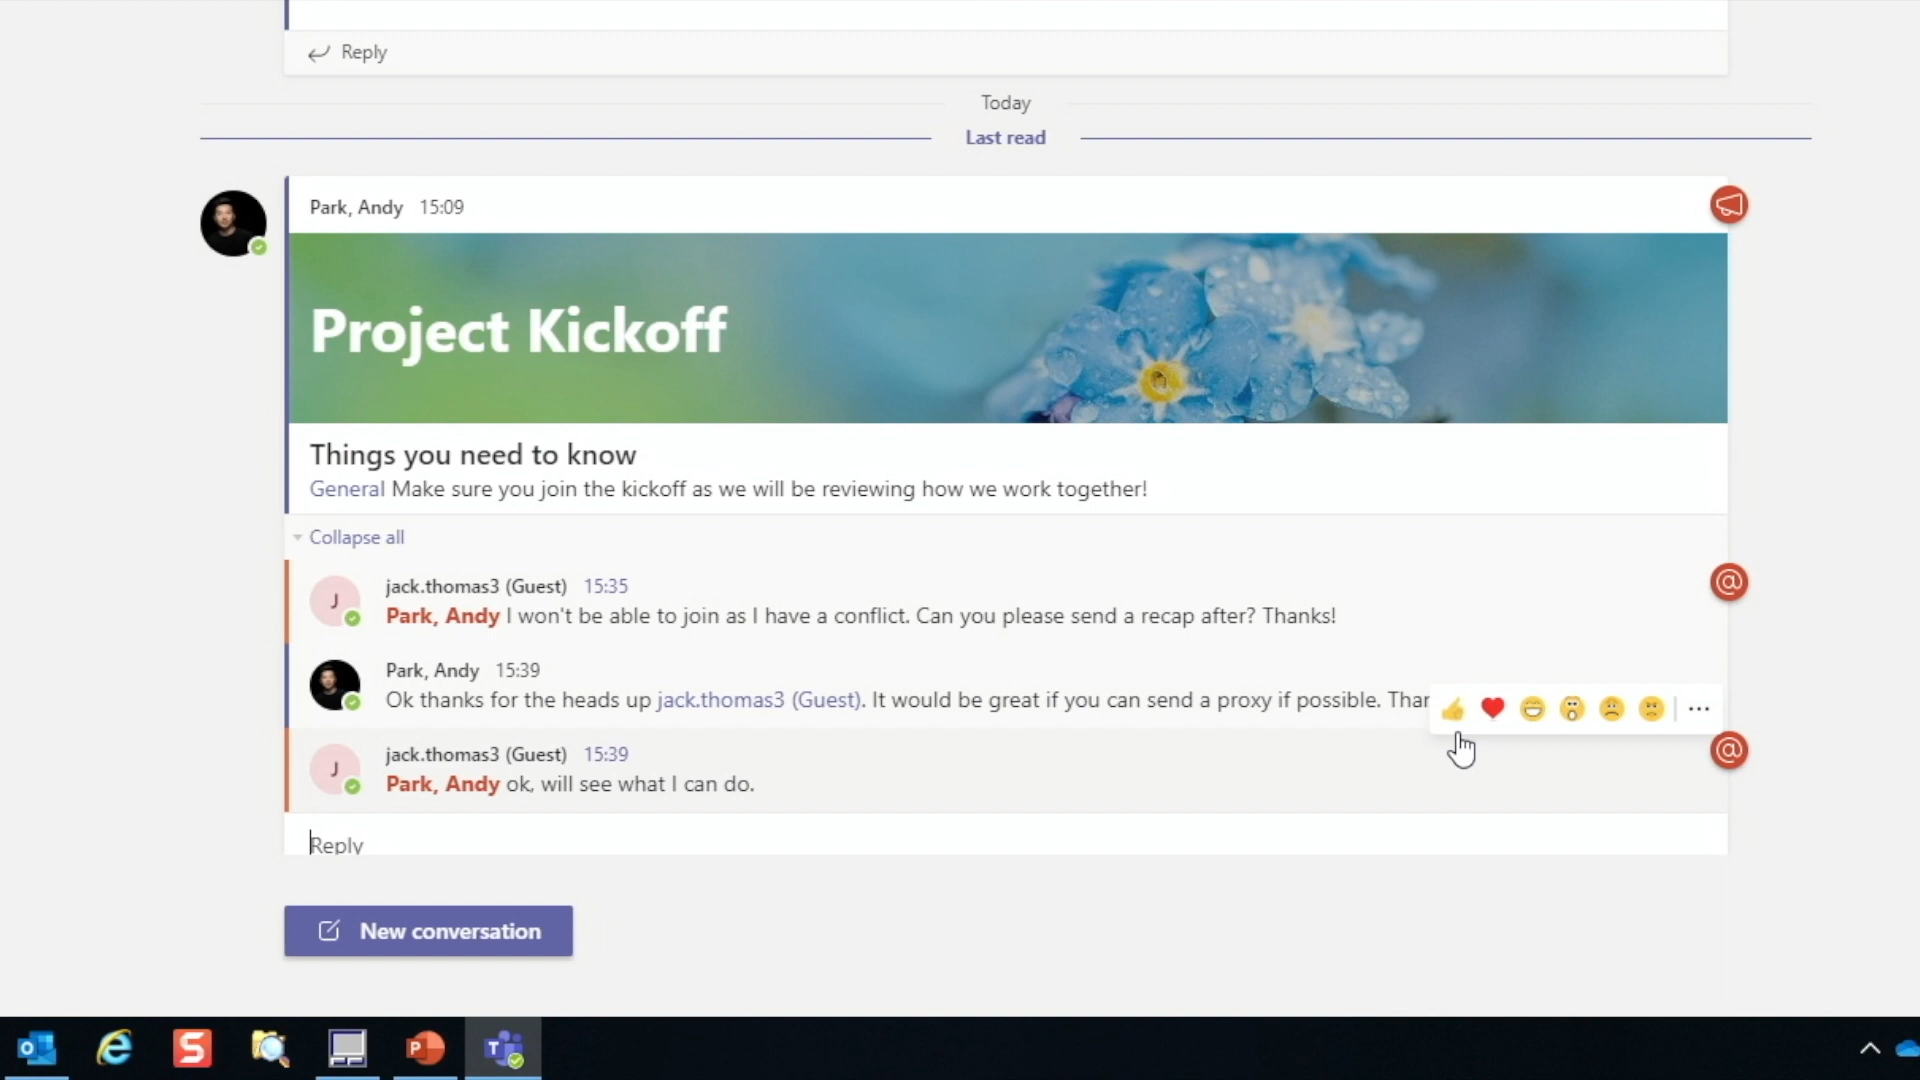 Reply
Today
Last read
Park, Andy 15:09
Project Kickoff
Things you need to know
General Make sure you join the kickoff as we will be reviewing how we work together!
Collapse all
J
jack.thomas3 (Guest) 15:35
Park, Andy I won't be able to join as I have a conflict. Can you please send a recap after? Thanks!
Park, Andy 15:39
Ok thanks for the heads up jack.thomas3 (Guest). It would be great if you can send a proxy if possible.
J
jack.thomas3 (Guest) 15:39
Park, Andy ok, will see what I can do.
Reply
New conversation